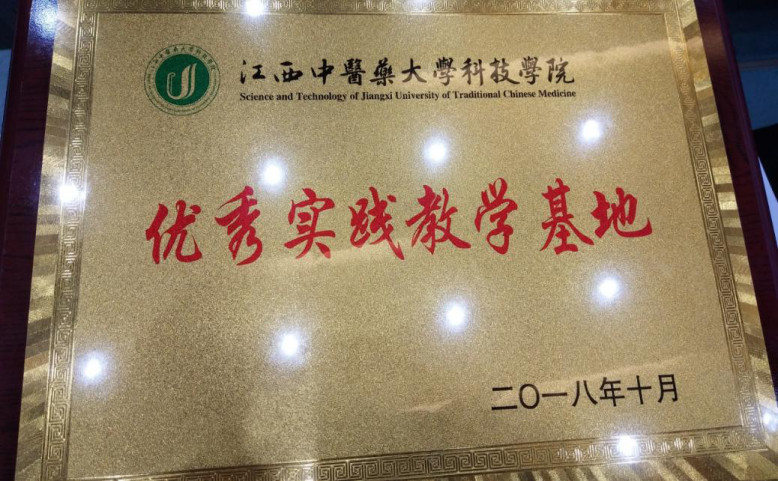 江西中醫藥大學科技學院
Science and Technology of Jiangxi University of Traditional Chinese Medicine
优秀实践教学基地
二〇一八年十月